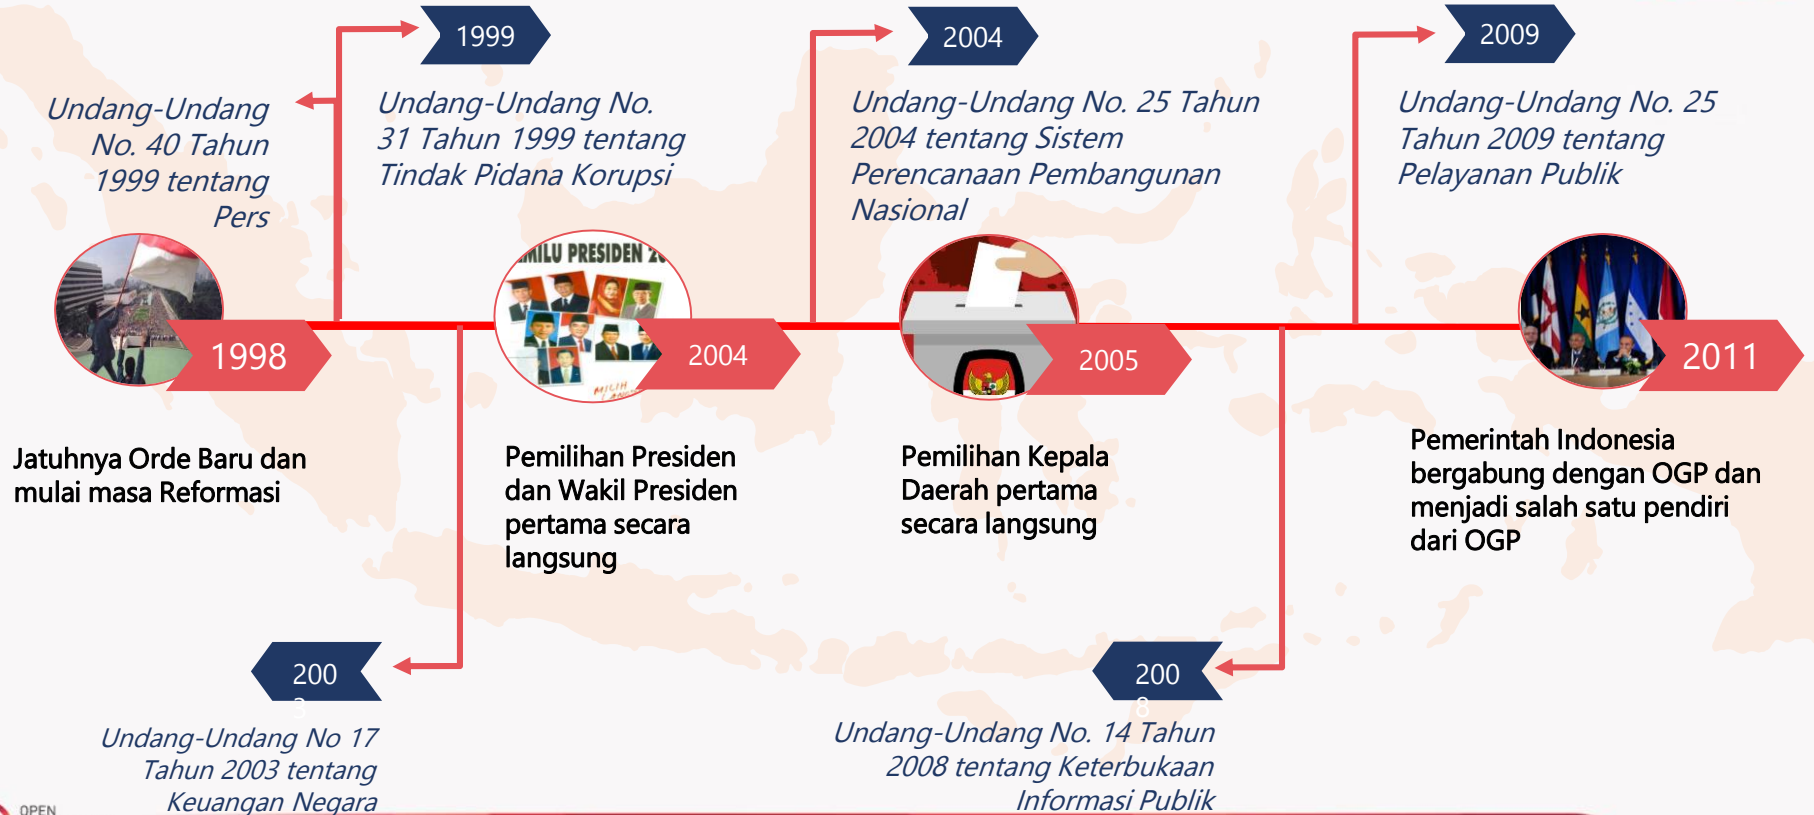 1999
2004
2009
Undang-Undang
No. 40 Tahun
1999 tentang
Pers
Undang-Undang No.
31 Tahun 1999 tentang
Tindak Pidana Korupsi
Undang-Undang No. 25 Tahun
2004 tentang Sistem
Perencanaan Pembangunan
Nasional
Undang-Undang No. 25
Tahun 2009 tentang
Pelayanan Publik
PRESIDEN
MILIH
1998
2004
2005
2011
Jatuhnya Orde Baru dan
mulai masa Reformasi
Pemilihan Presiden
dan Wakil Presiden
pertama secara
langsung
Pemilihan Kepala
Daerah pertama
secara langsung
Pemerintah Indonesia
bergabung dengan OGP dan
menjadi salah satu pendiri
dari OGP
200
3
Undang-Undang No 17
Tahun 2003 tentang
Keuangan Negara
200
8
Undang-Undang No. 14 Tahun
2008 tentang Keterbukaan
Informasi Publik
OPEN